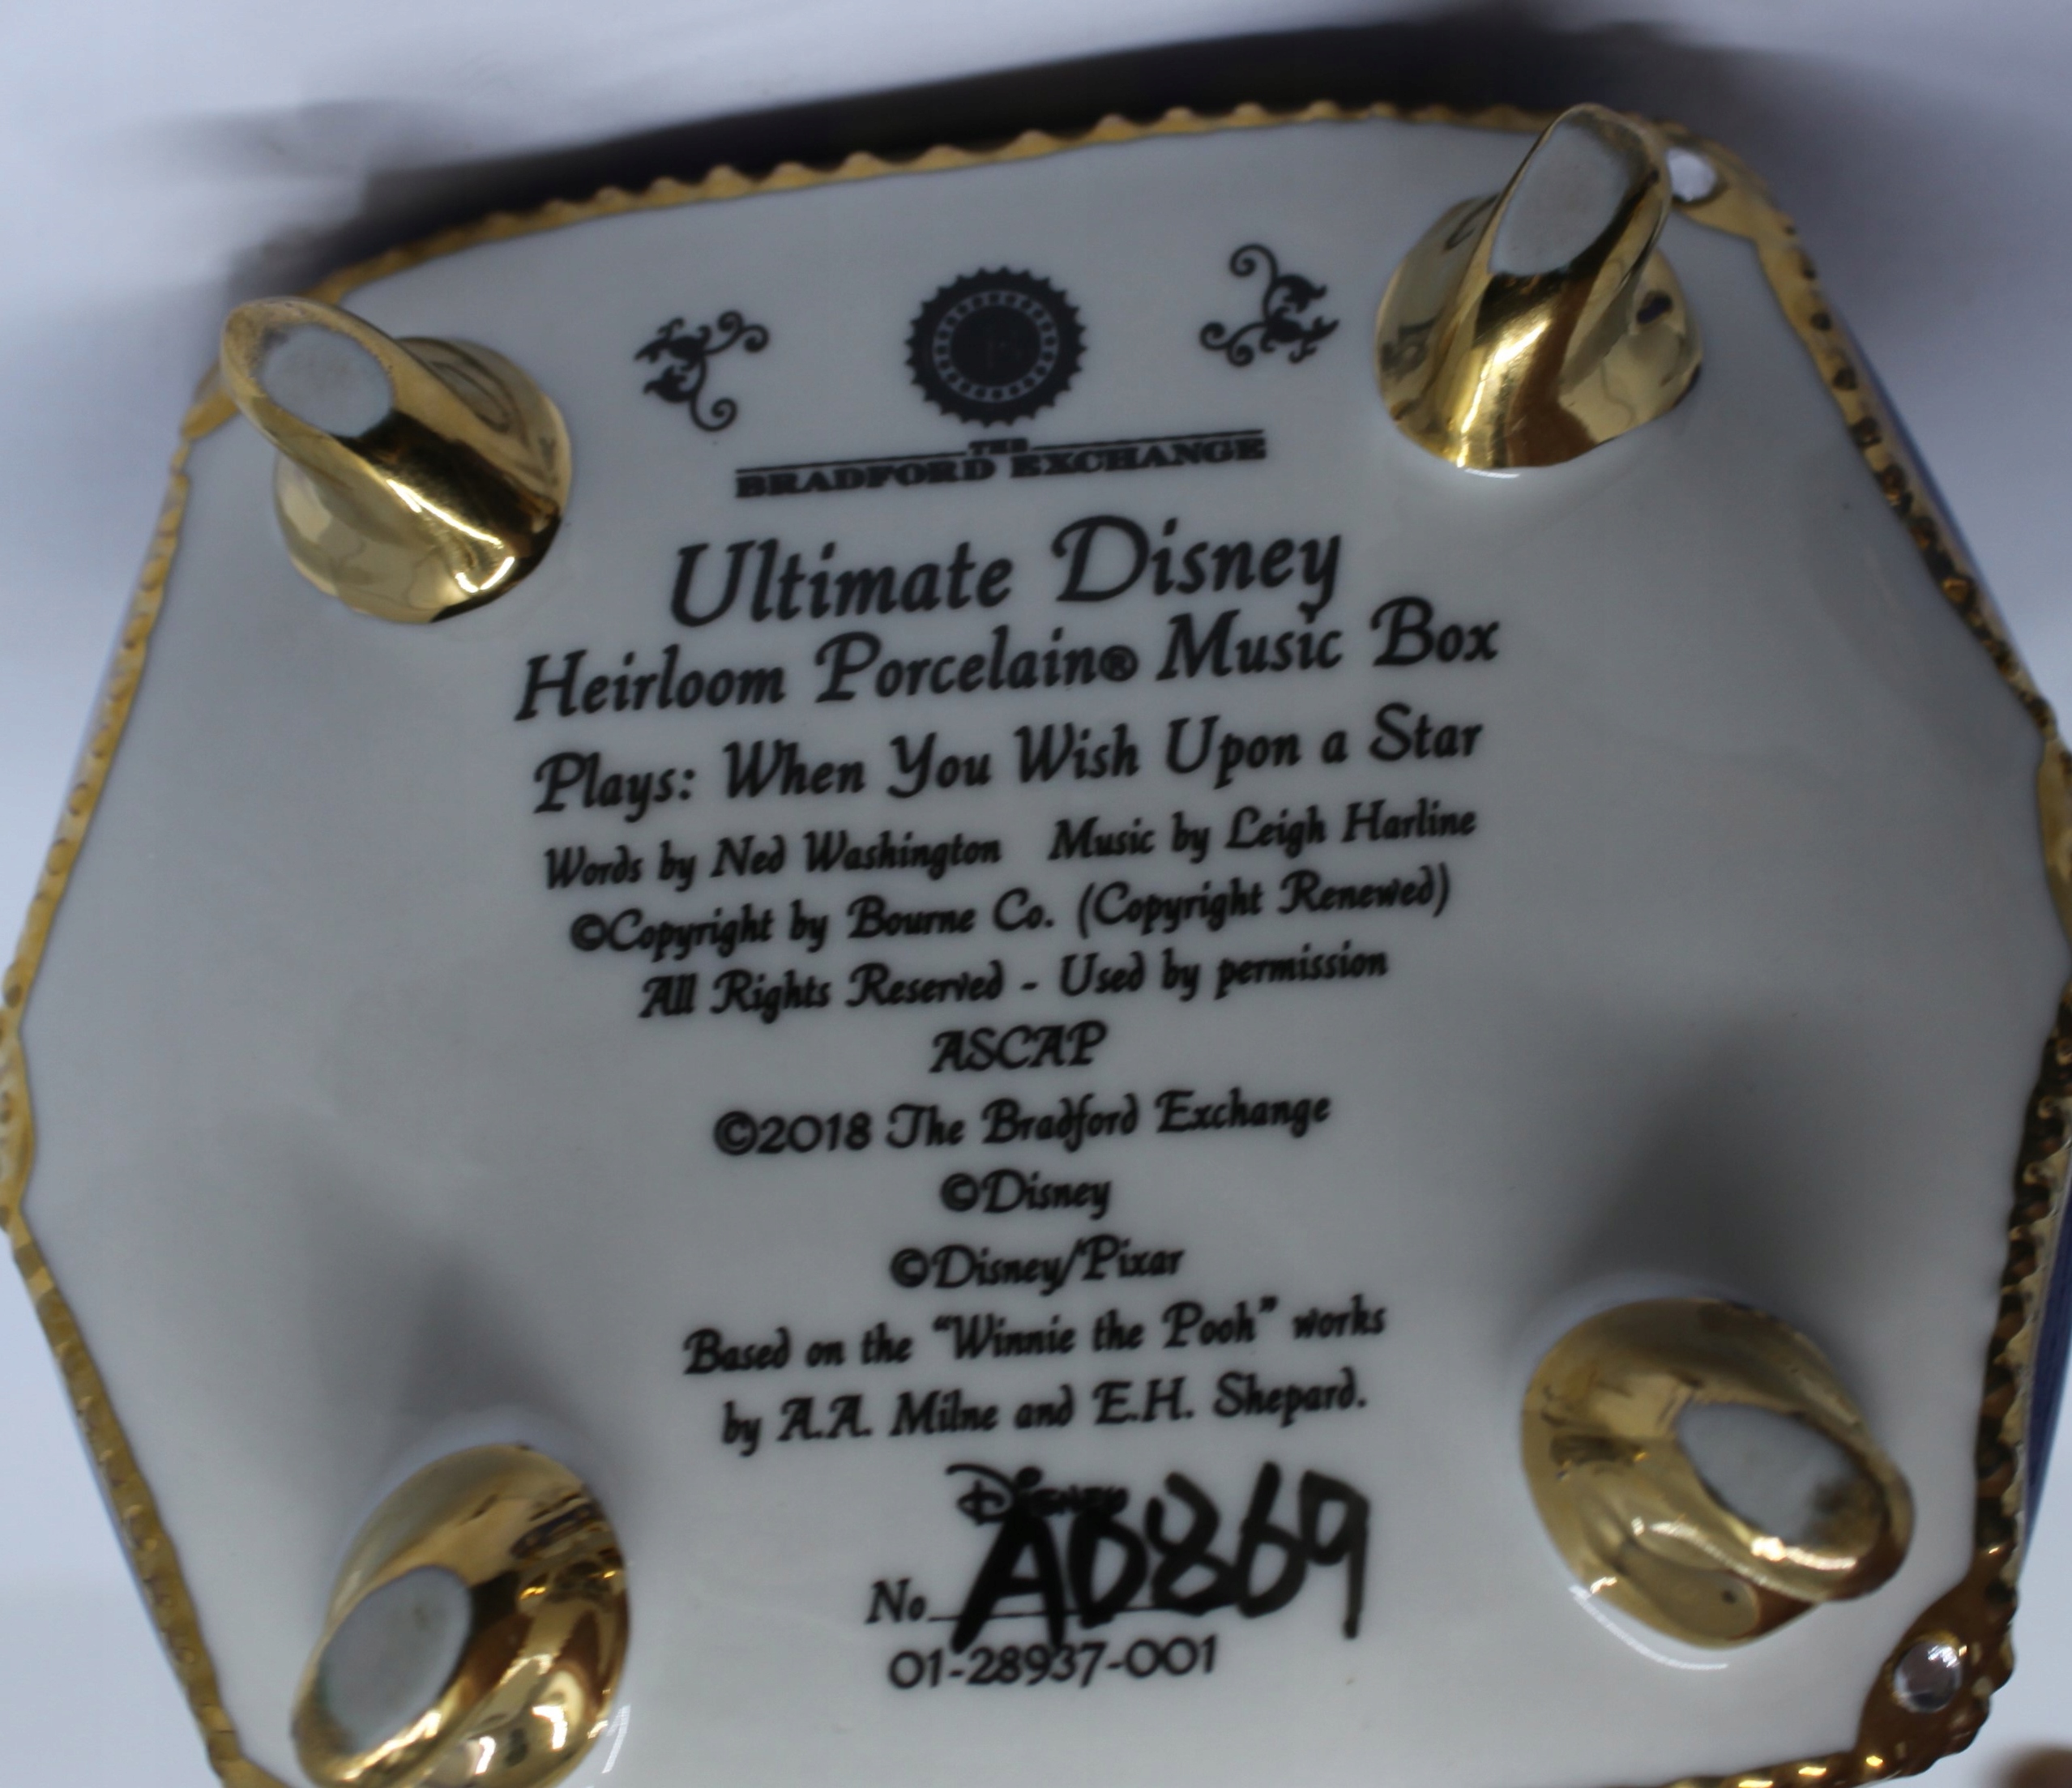 THE
BRADFORD EXCHANGE
Ultimate Disney
Heirloom Porcelain® Music Box
Plays: When You Wish Upon a Star
Words by Ned Washington Music by Leigh Harline
©Copyright by Bourne Co. (Copyright Renewed)
All Rights Reserved - Used by permission
ASCAP
©2018 The Bradford Exchange
©Disney
©Disney/Pixar
Based on the “Winnie the Pooh” works
by A.A. Milne and E.H. Shepard.
Disney
No. A0869
01-28937-001